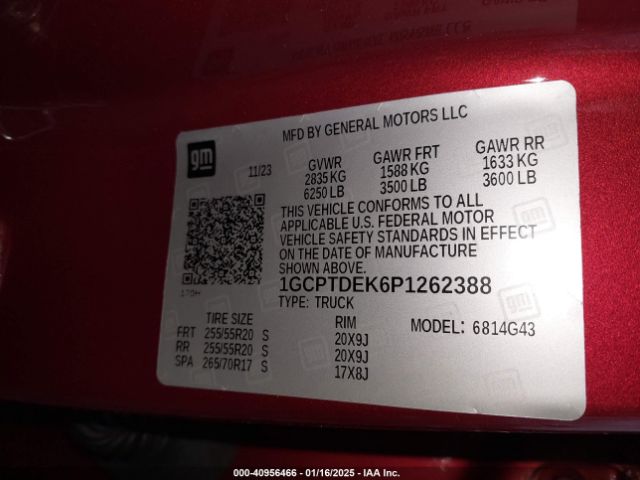 MFD BY GENERAL MOTORS LLC
gm
11/23
GVWR
2835 KG
6250 LB
GAWR FRT
1588 KG
3500 LB
GAWR RR
1633 KG
3600 LB
THIS VEHICLE CONFORMS TO ALL
APPLICABLE U.S. FEDERAL MOTOR
VEHICLE SAFETY STANDARDS IN EFFECT
ON THE DATE OF MANUFACTURE
SHOWN ABOVE.
1GCPTDEK6P1262388
TYPE: TRUCK
TIRE SIZE RIM MODEL: 6814G43
FRT 255/55R20 S 20X9J
RR 255/55R20 S 20X9J
SPA 265/70R17 S 17X8J
000-40956466 - 01/16/2025 - IAA Inc.